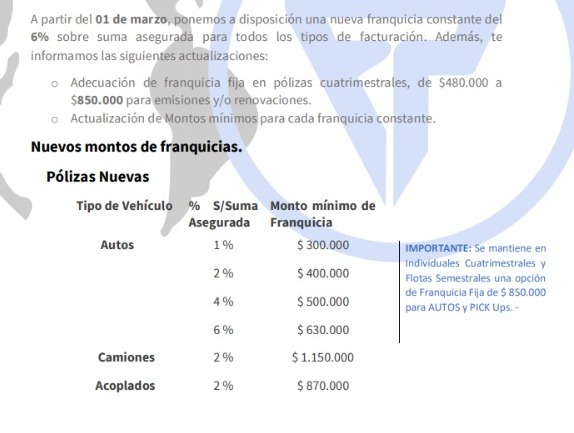 A partir del 01 de marzo, ponemos a disposición una nueva franquicia constante del
6% sobre suma asegurada para todos los tipos de facturación. Además, te
informamos las siguientes actualizaciones:
o Adecuación de franquicia fija en pólizas cuatrimestrales, de $480.000 a
$850.000 para emisiones y/o renovaciones.
o Actualización de Montos mínimos para cada franquicia constante.
Nuevos montos de franquicias.
Pólizas Nuevas
Tipo de Vehículo % S/Suma Monto mínimo de
Asegurada Franquicia
Autos 1 % $ 300.000
2 % $ 400.000
4 % $ 500.000
6 % $ 630.000
Camiones 2 % $ 1.150.000
Acoplados 2 % $ 870.000
IMPORTANTE: Se mantiene en
Individuales Cuatrimestrales y
Flotas Semestrales una opción
de Franquicia Fija de $ 850.000
para AUTOS y PICK Ups. -